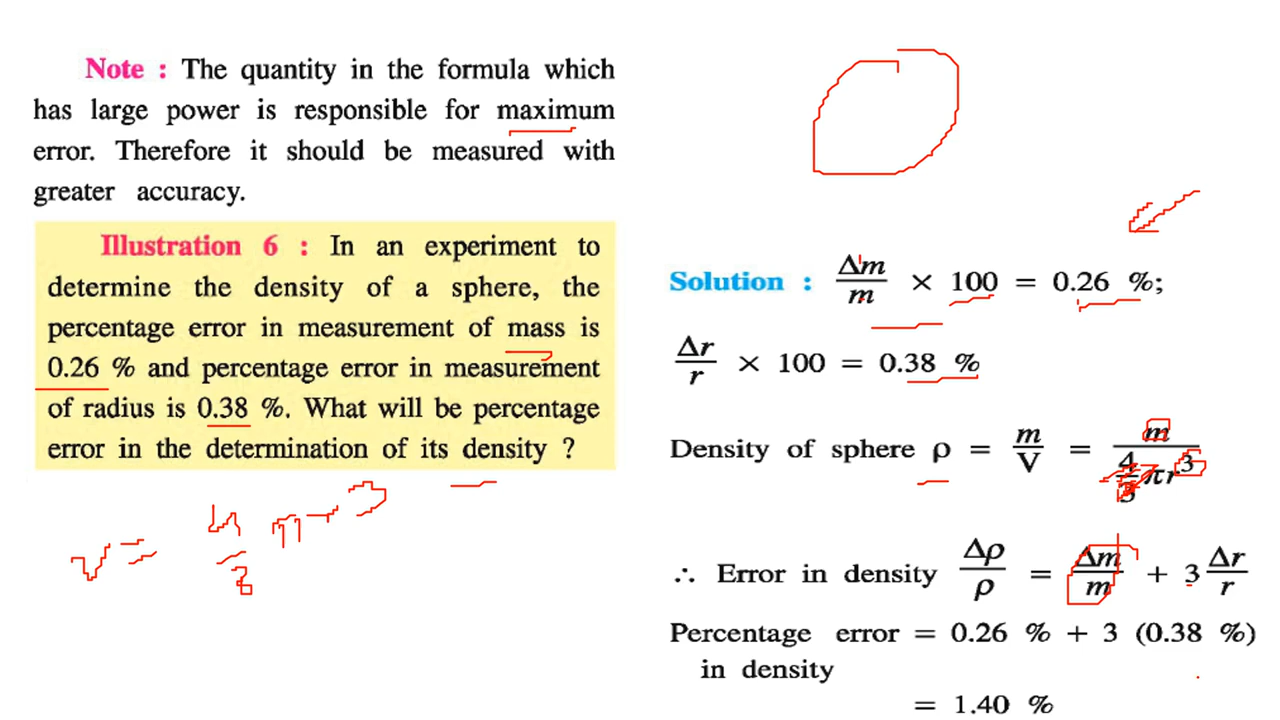 Note : The quantity in the formula which
has large power is responsible for maximum
error. Therefore it should be measured with
greater accuracy.
Illustration 6 : In an experiment to
determine the density of a sphere, the
percentage error in measurement of mass is
0.26 % and percentage error in measurement
of radius is 0.38 %. What will be percentage
error in the determination of its density ?
v = 4/3 π r 3
Solution : Δm/m × 100 = 0.26 %;
Δr/r × 100 = 0.38 %
Density of sphere ρ = m/V = m/(4/3 πr³)
∴ Error in density Δρ/ρ = Δm/m + 3 Δr/r
Percentage error = 0.26 % + 3 (0.38 %)
in density
= 1.40 %